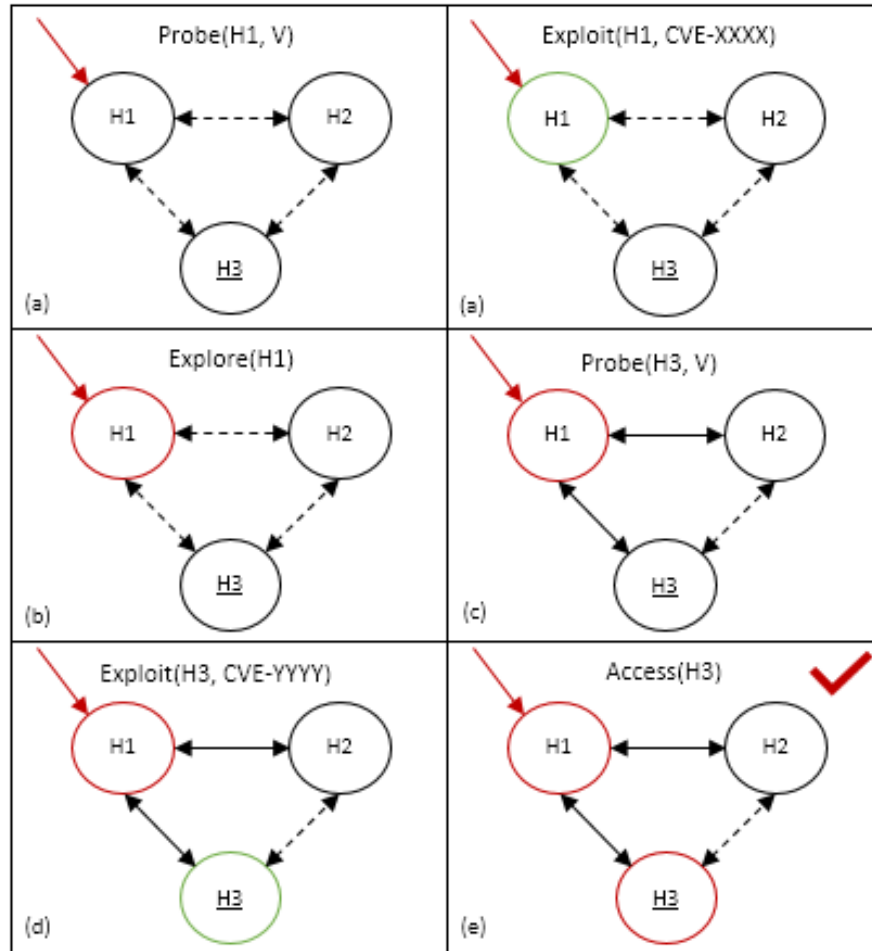 Probe(H1, V)
H1
H2
H3
(a)
Exploit(H1, CVE-XXXX)
H1
H2
H3
(a)
Explore(H1)
H1
H2
H3
(b)
Probe(H3, V)
H1
H2
H3
(c)
Exploit(H3, CVE-YYYY)
H1
H2
H3
(d)
Access(H3)
H1
H2
H3
(e)